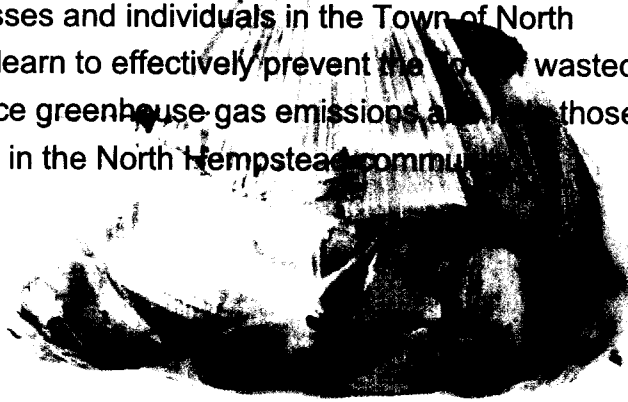 sses and individuals in the Town of North
learn to effectively prevent the wasted
ce greenhouse gas emissions those
in the North Hempstead